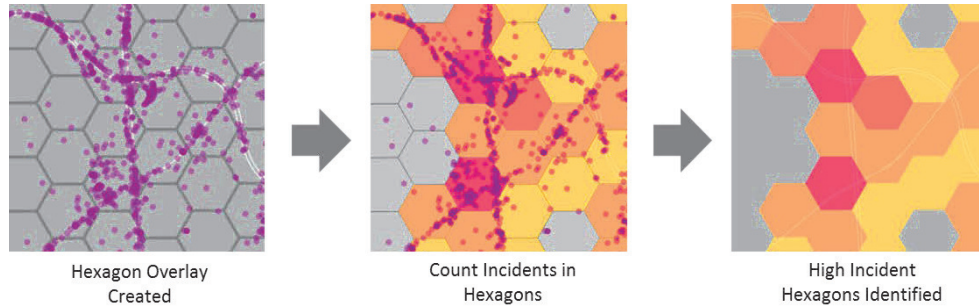 Hexagon Overlay
Created
Count Incidents in
Hexagons
High Incident
Hexagons Identified